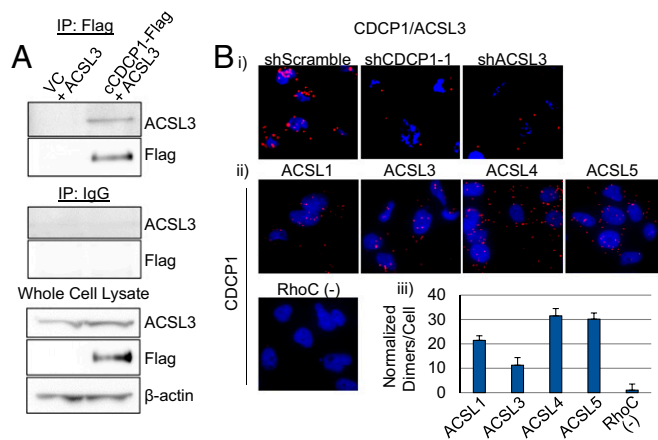 A
IP: Flag
VC
+ ACSL3
cCDCP1-Flag
+ ACSL3
ACSL3
Flag
IP: IgG
ACSL3
Flag
Whole Cell Lysate
ACSL3
Flag
β-actin
B
CDCP1/ACSL3
i)
shScramble
shCDCP1-1
shACSL3
ii)
ACSL1
ACSL3
ACSL4
ACSL5
CDCP1
RhoC (-)
iii)
Normalized
Dimers/Cell
40
30
20
10
0
ACSL1
ACSL3
ACSL4
ACSL5
RhoC
(-)